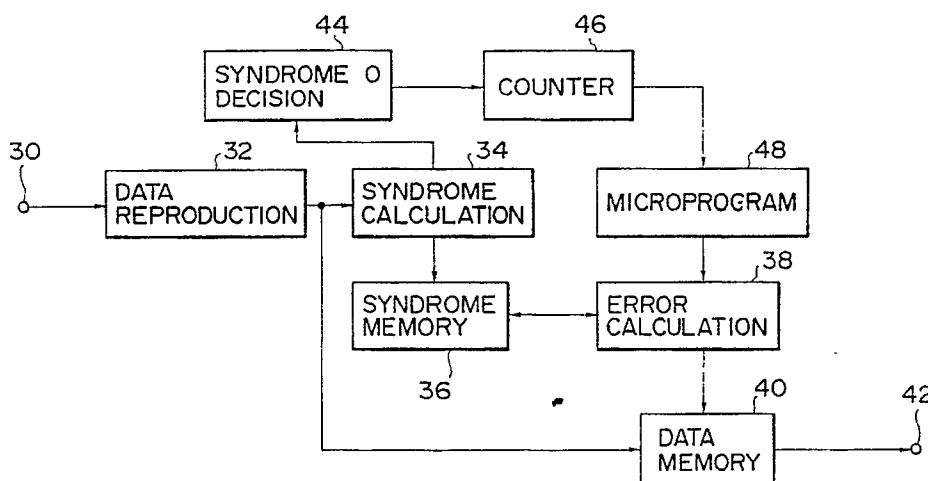 44
46
SYNDROME O
DECISION
COUNTER
30
32
34
48
DATA
REPRODUCTION
SYNDROME
CALCULATION
MICROPROGRAM
38
SYNDROME
MEMORY
ERROR
CALCULATION
36
40
42
DATA
MEMORY